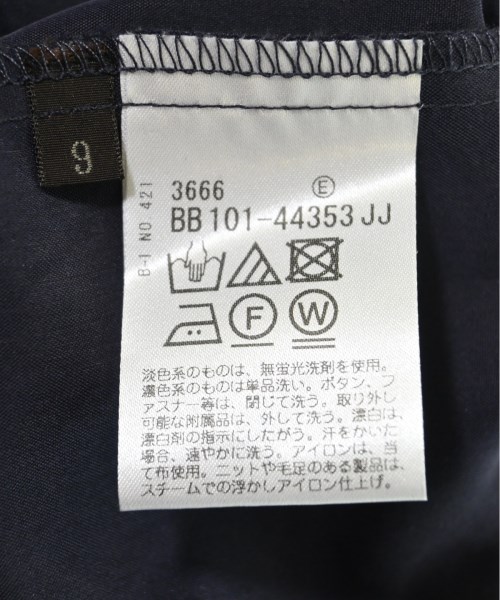 9
B-I NO 421
3666 E
BB 101-44353 JJ
F W
淡色系のものは、無蛍光洗剤を使用。
濃色系のものは単品洗い。ボタン、フ
ァスナー等は、閉じて洗う。取り外し
可能な附属品は、外して洗う。漂白は、
漂白剤の指示にしたがう。汗をかいた
場合、速やかに洗う。アイロンは、当
て布使用。ニットや毛足のある製品は、
スチームでの浮かしアイロン仕上げ。